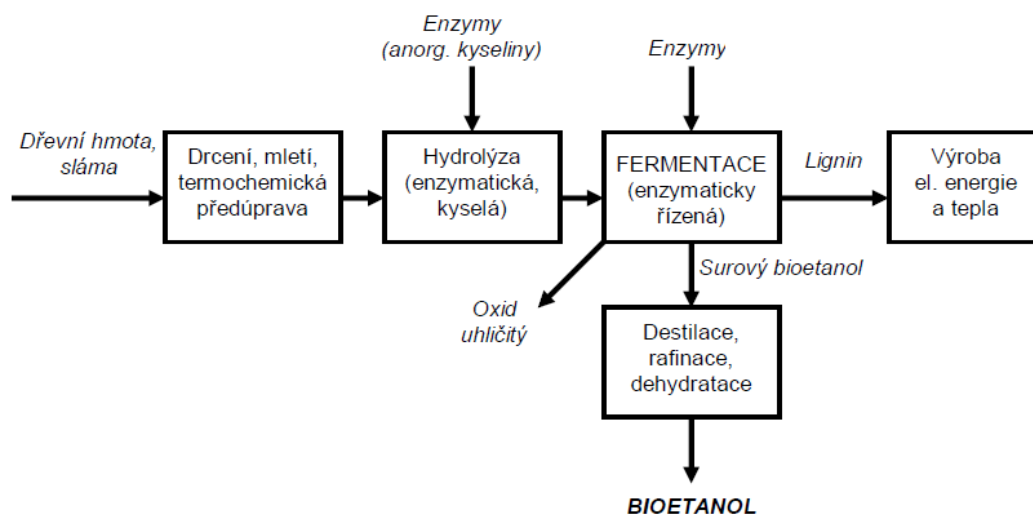 Enzymy
(anorg. kyseliny)
Enzymy
Dřevní hmota,
sláma
Drcení, mletí,
termochemická
předúprava
Hydrolýza
(enzymatická,
kyselá)
FERMENTACE
(enzymaticky
řízená)
Lignin
Výroba
el. energie
a tepla
Oxid
uhličitý
Surový bioetanol
Destilace,
rafinace,
dehydratace
BIOETANOL